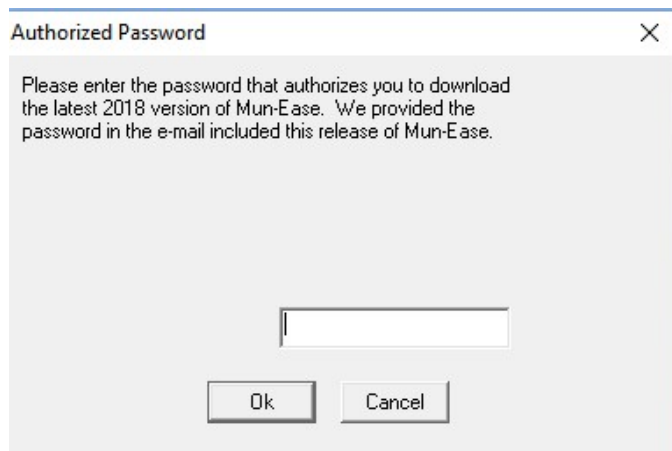 Authorized Password
Please enter the password that authorizes you to download
the latest 2018 version of Mun-Ease.  We provided the
password in the e-mail included this release of Mun-Ease.
Ok
Cancel